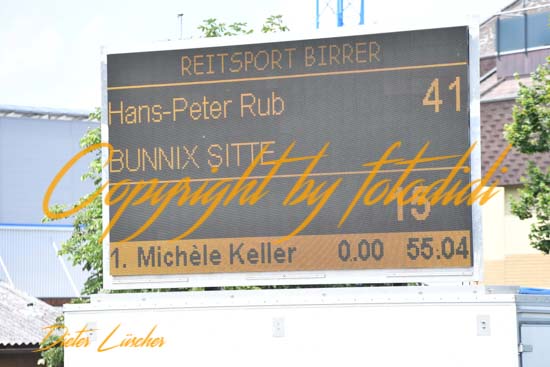 REITSPORT BIRRER
Hans-Peter Rub 41
BUNNIX SITTE
Copyright by fotodidi
15
1. Michèle Keller 0.00 55.04
Dieter Lüscher